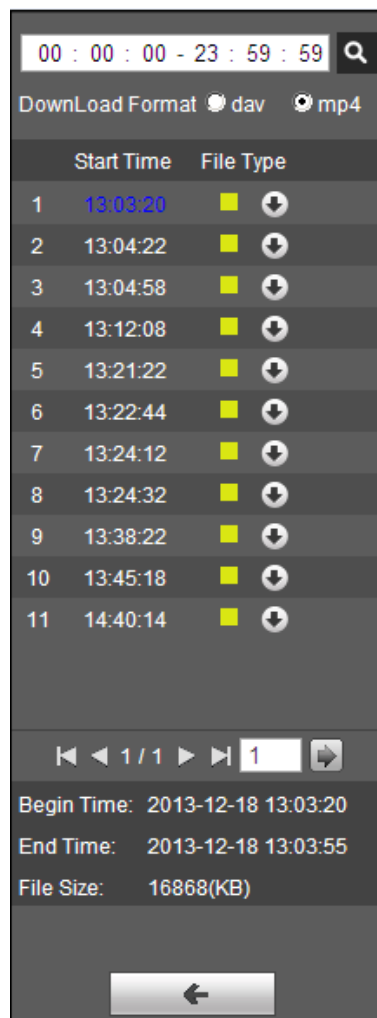 00 : 00 : 00 - 23 : 59 : 59
DownLoad Format dav mp4
Start Time File Type
1 13:03:20
2 13:04:22
3 13:04:58
4 13:12:08
5 13:21:22
6 13:22:44
7 13:24:12
8 13:24:32
9 13:38:22
10 13:45:18
11 14:40:14
1 / 1 1
Begin Time: 2013-12-18 13:03:20
End Time: 2013-12-18 13:03:55
File Size: 16868(KB)